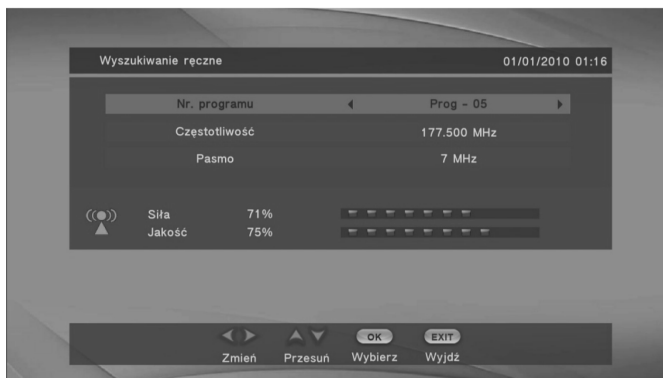 Wyszukiwanie ręczne 01/01/2010 01:16
Nr. programu Prog - 05
Częstotliwość 177.500 MHz
Pasmo 7 MHz
Siła 71%
Jakość 75%
OK EXIT
Zmień Przesuń Wybierz Wyjdź